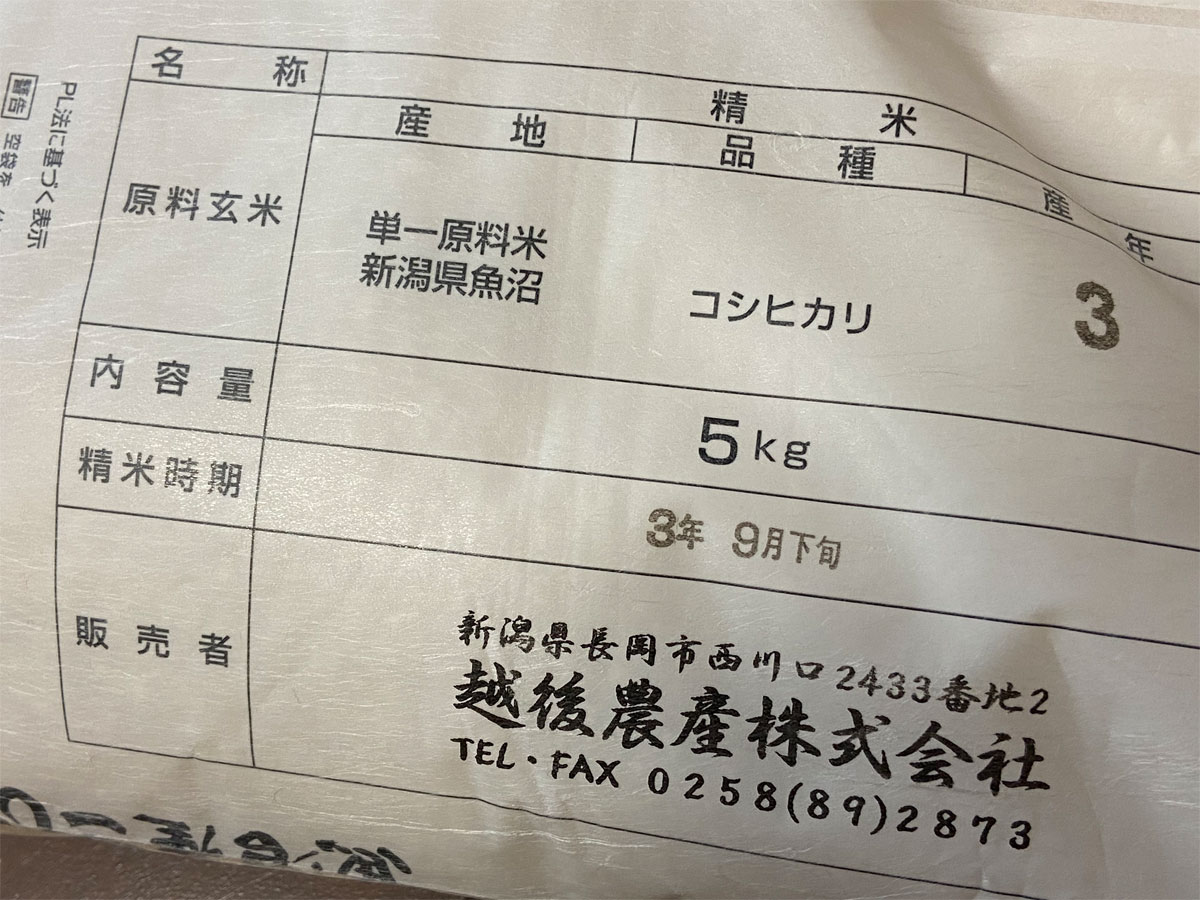 名称
精米
産地
品種
産年
原料玄米
単一原料米
新潟県魚沼
コシヒカリ
3
内容量
5kg
精米時期
3年 9月下旬
販売者
新潟県長岡市西川口2433番地2
越後農産株式会社
TEL・FAX 0258(89)2873
PL法に基づく表示
警告 空袋を